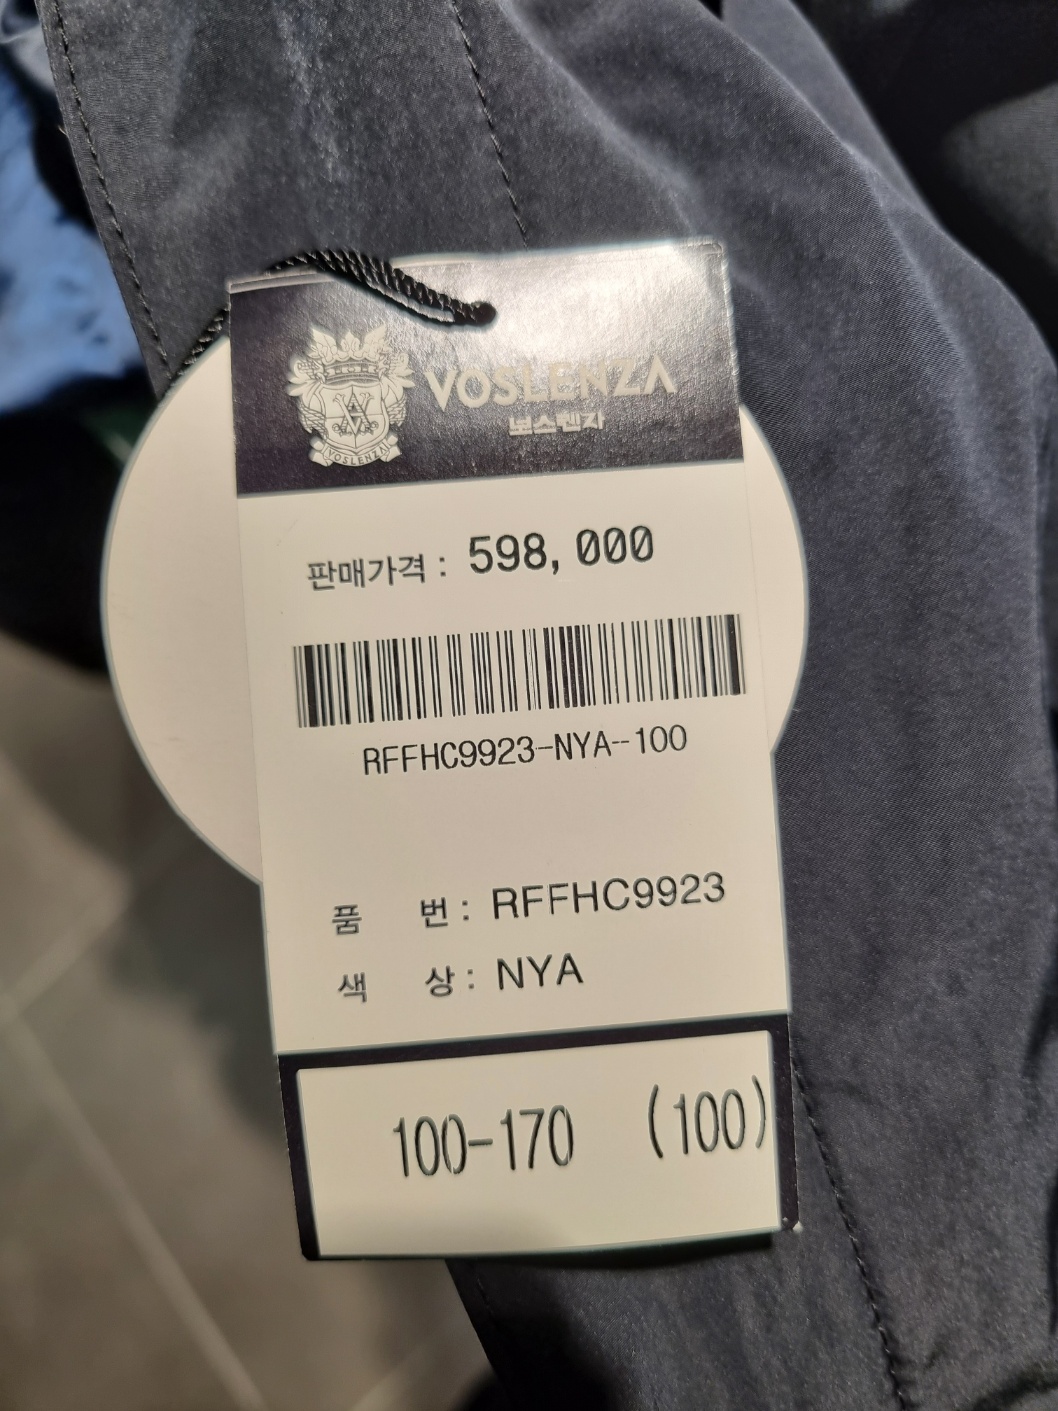 VOSLENZA
보스렌자
VOSLENZA
판매가격 : 598,000
RFFHC9923-NYA--100
품 번 : RFFHC9923
색 상 : NYA
100-170 (100)